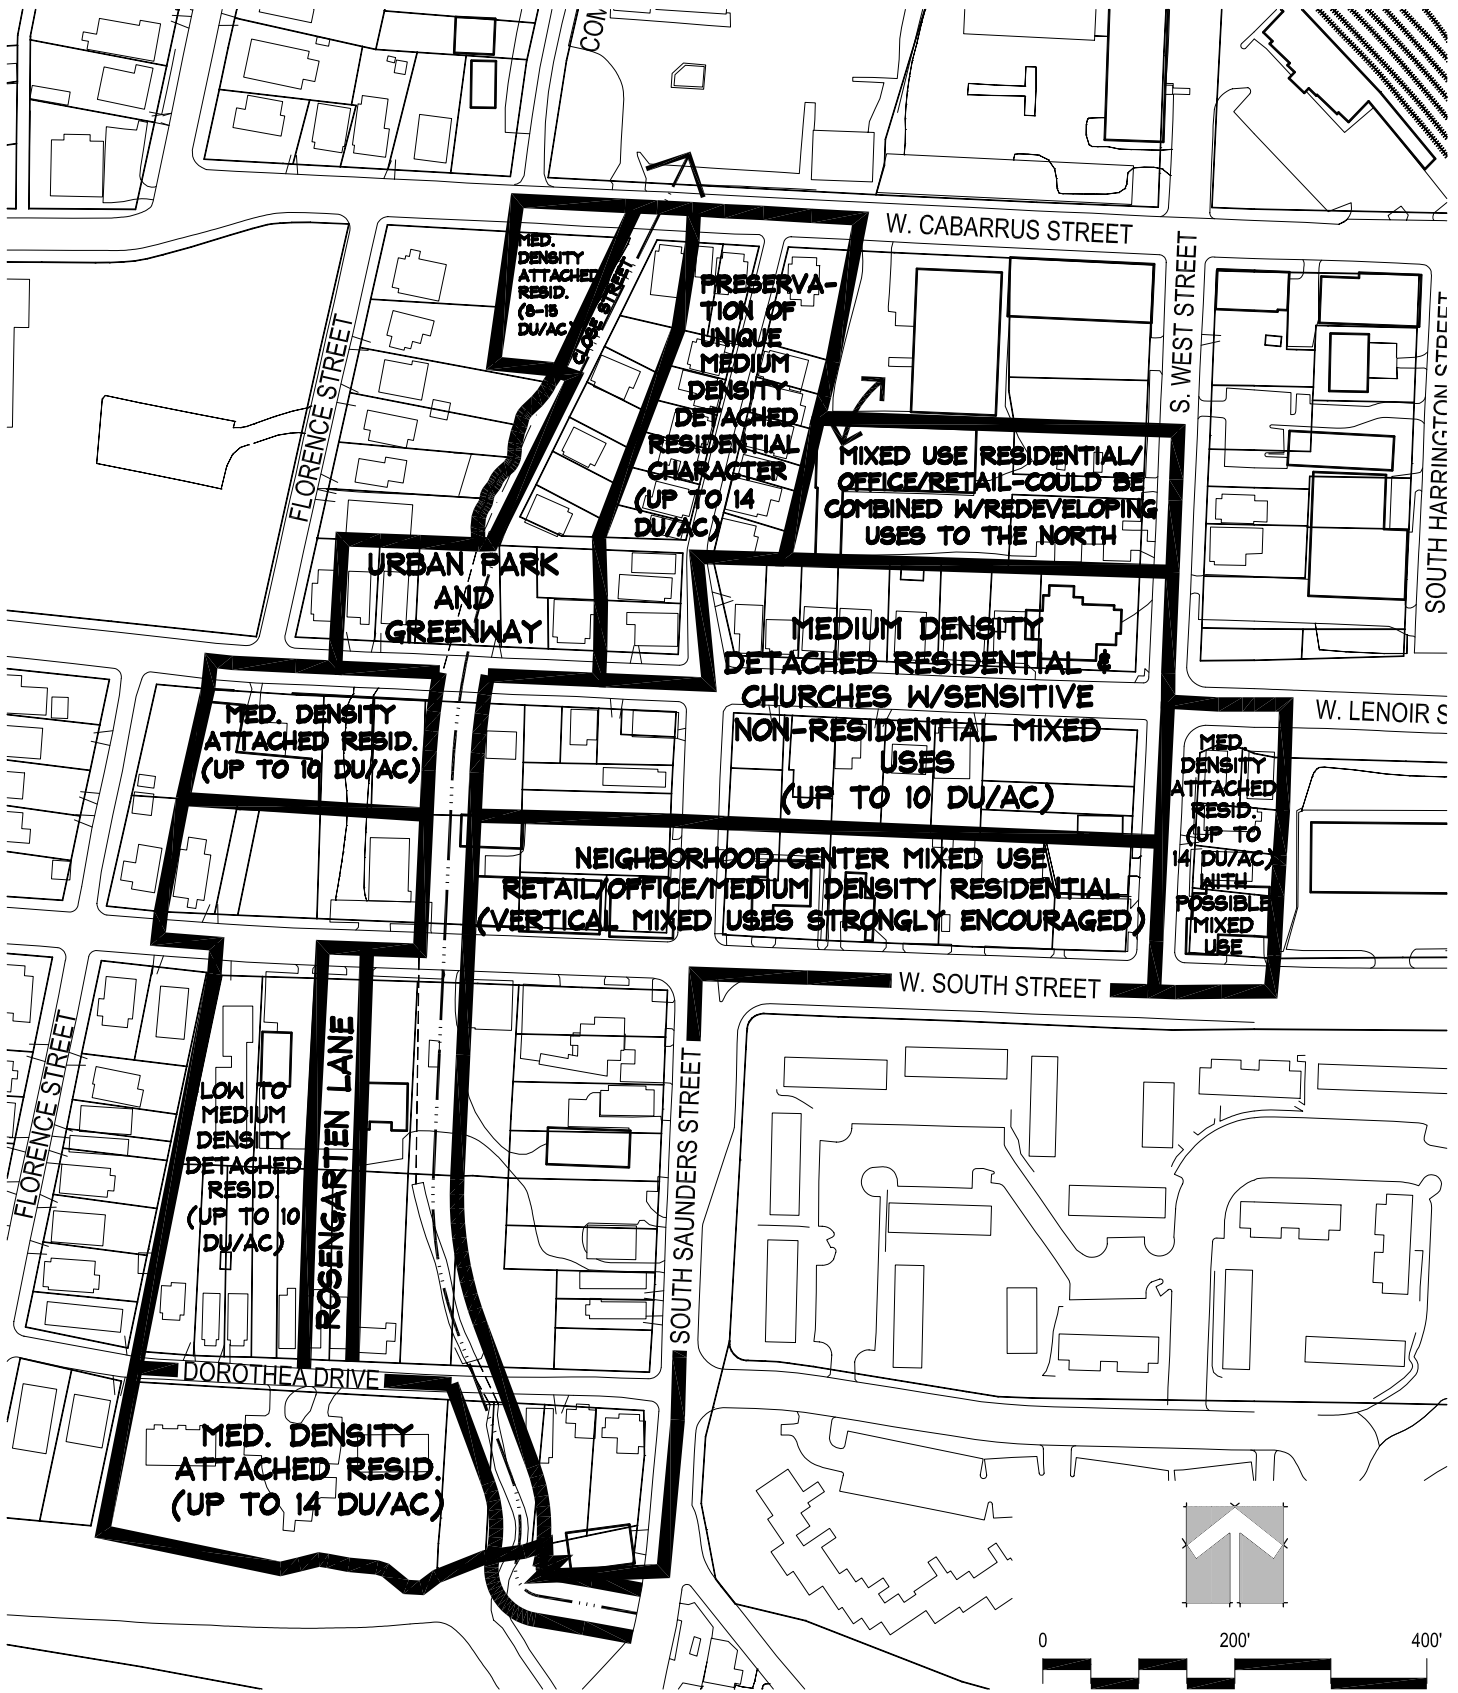 COM
W. CABARRUS STREET
MED.
DENSITY
ATTACHED
RESID.
(8-15
DU/AC)
CLOSE STREET
PRESERVA-
TION OF
UNIQUE
MEDIUM
DENSITY
DETACHED
RESIDENTIAL
CHARACTER
(UP TO 14
DU/AC)
S. WEST STREET
SOUTH HARRINGTON STREET
FLORENCE STREET
MIXED USE RESIDENTIAL/
OFFICE/RETAIL-COULD BE
COMBINED W/REDEVELOPING
USES TO THE NORTH
URBAN PARK
AND
GREENWAY
MEDIUM DENSITY
DETACHED RESIDENTIAL &
CHURCHES W/SENSITIVE
NON-RESIDENTIAL MIXED
USES
(UP TO 10 DU/AC)
W. LENOIR S
MED. DENSITY
ATTACHED RESID.
(UP TO 10 DU/AC)
MED.
DENSITY
ATTACHED
RESID.
(UP TO
14 DU/AC)
WITH
POSSIBLE
MIXED
USE
NEIGHBORHOOD CENTER MIXED USE
RETAIL/OFFICE/MEDIUM DENSITY RESIDENTIAL
(VERTICAL MIXED USES STRONGLY ENCOURAGED)
W. SOUTH STREET
FLORENCE STREET
LOW TO
MEDIUM
DENSITY
DETACHED
RESID.
(UP TO 10
DU/AC)
ROSENGARTEN LANE
SOUTH SAUNDERS STREET
DOROTHEA DRIVE
MED. DENSITY
ATTACHED RESID.
(UP TO 14 DU/AC)
0 200' 400'